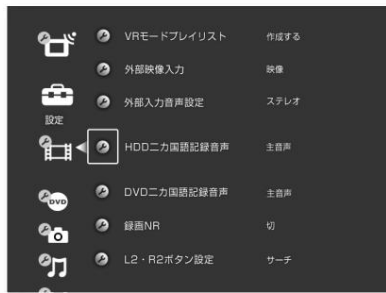 VRモードプレイリスト 作成する
外部映像入力 映像
外部入力音声設定 ステレオ
設定
HDD二カ国語記録音声 主音声
DVD二カ国語記録音声 主音声
DVD
録画NR 切
L2・R2ボタン設定 サーチ